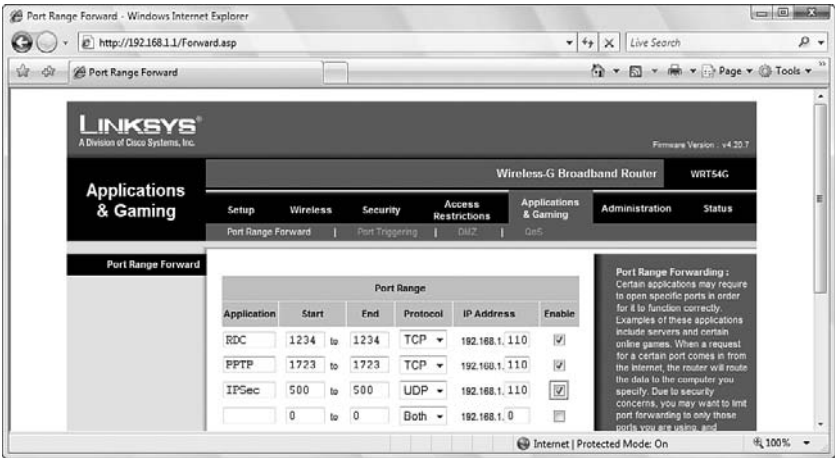 Port Range Forward - Windows Internet Explorer
http://192.168.1.1/Forward.asp
Live Search
Port Range Forward
Page
Tools
LINKSYS®
A Division of Cisco Systems, Inc.
Firmware Version : v4.20.7
Wireless-G Broadband Router WRT54G
Applications & Gaming
Setup Wireless Security Access Restrictions Applications & Gaming Administration Status
Port Range Forward | Port Triggering | DMZ | QoS
Port Range Forward
Port Range
Application Start End Protocol IP Address Enable
RDC 1234 to 1234 TCP 192.168.1. 110
PPTP 1723 to 1723 TCP 192.168.1. 110
IPSec 500 to 500 UDP 192.168.1. 110
0 to 0 Both 192.168.1. 0
Port Range Forwarding :
Certain applications may require
to open specific ports in order
for it to function correctly.
Examples of these applications
include servers and certain
online games. When a request
for a certain port comes in from
the Internet, the router will route
the data to the computer you
specify. Due to security
concerns, you may want to limit
port forwarding to only those
ports you are using, and
Internet | Protected Mode: On
100%